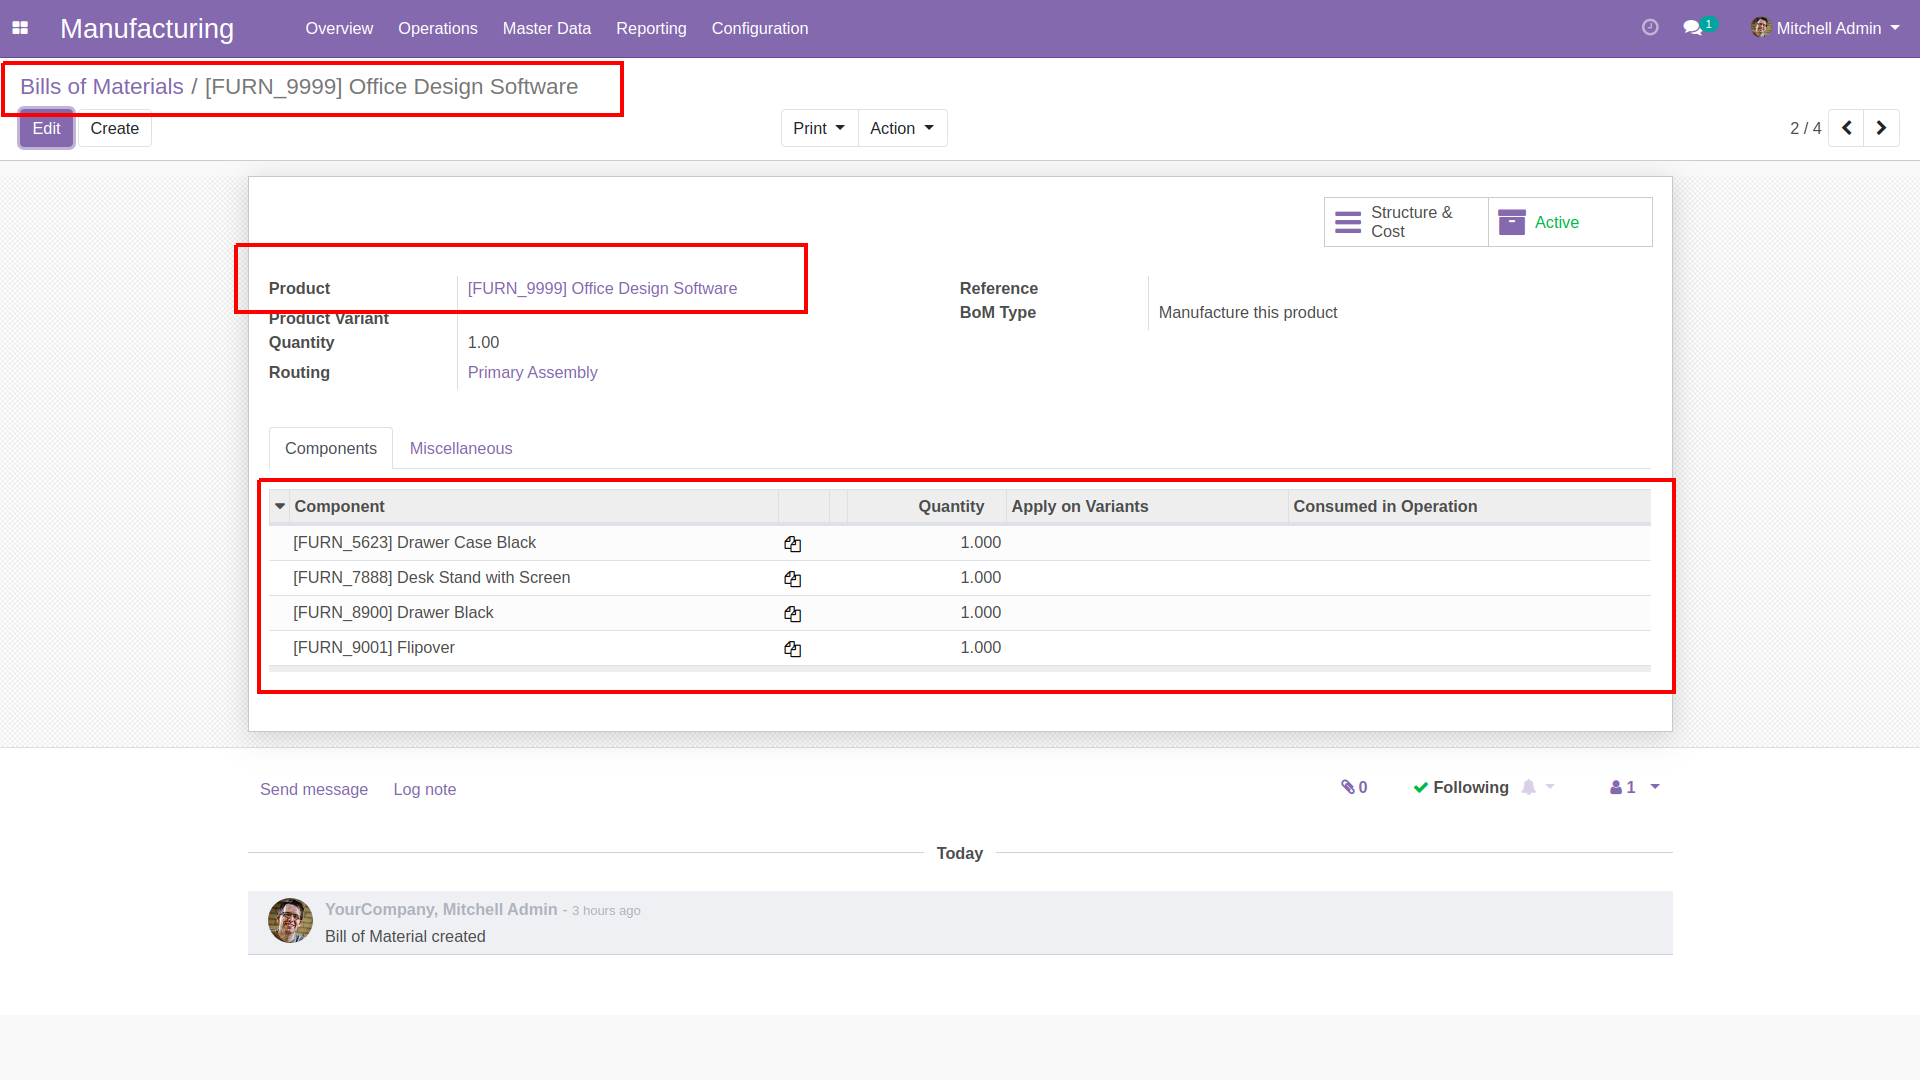 Manufacturing Overview Operations Master Data Reporting Configuration 1 Mitchell Admin
Bills of Materials / [FURN_9999] Office Design Software
Edit Create Print Action 2 / 4
Structure & Cost
Active
Product [FURN_9999] Office Design Software
Product Variant
Quantity 1.00
Routing Primary Assembly
Reference
BoM Type Manufacture this product
Components Miscellaneous
Component Quantity Apply on Variants Consumed in Operation
[FURN_5623] Drawer Case Black 1.000
[FURN_7888] Desk Stand with Screen 1.000
[FURN_8900] Drawer Black 1.000
[FURN_9001] Flipover 1.000
Send message Log note 0 Following 1
Today
YourCompany, Mitchell Admin - 3 hours ago
Bill of Material created